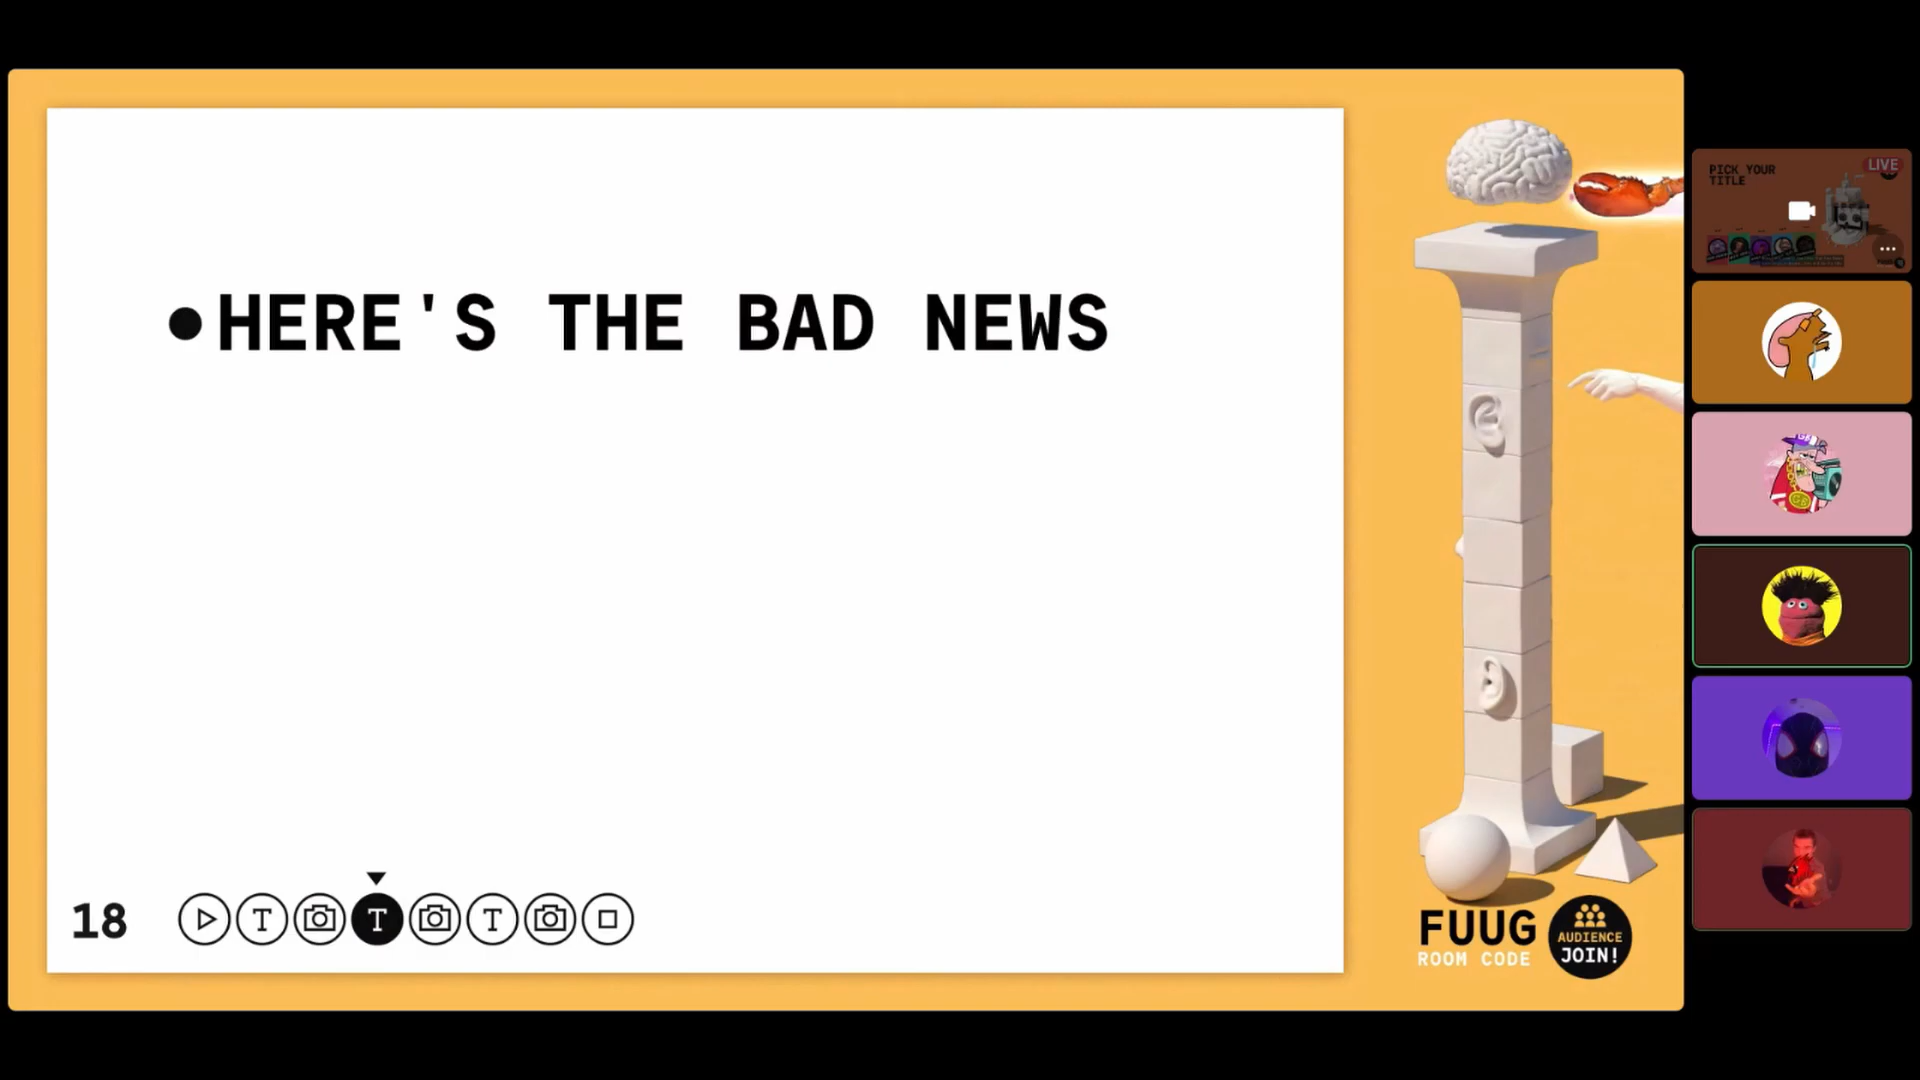 PICK YOUR
TITLE
LIVE
•HERE'S THE BAD NEWS
18
T
T
T
FUUG
ROOM CODE
AUDIENCE
JOIN!